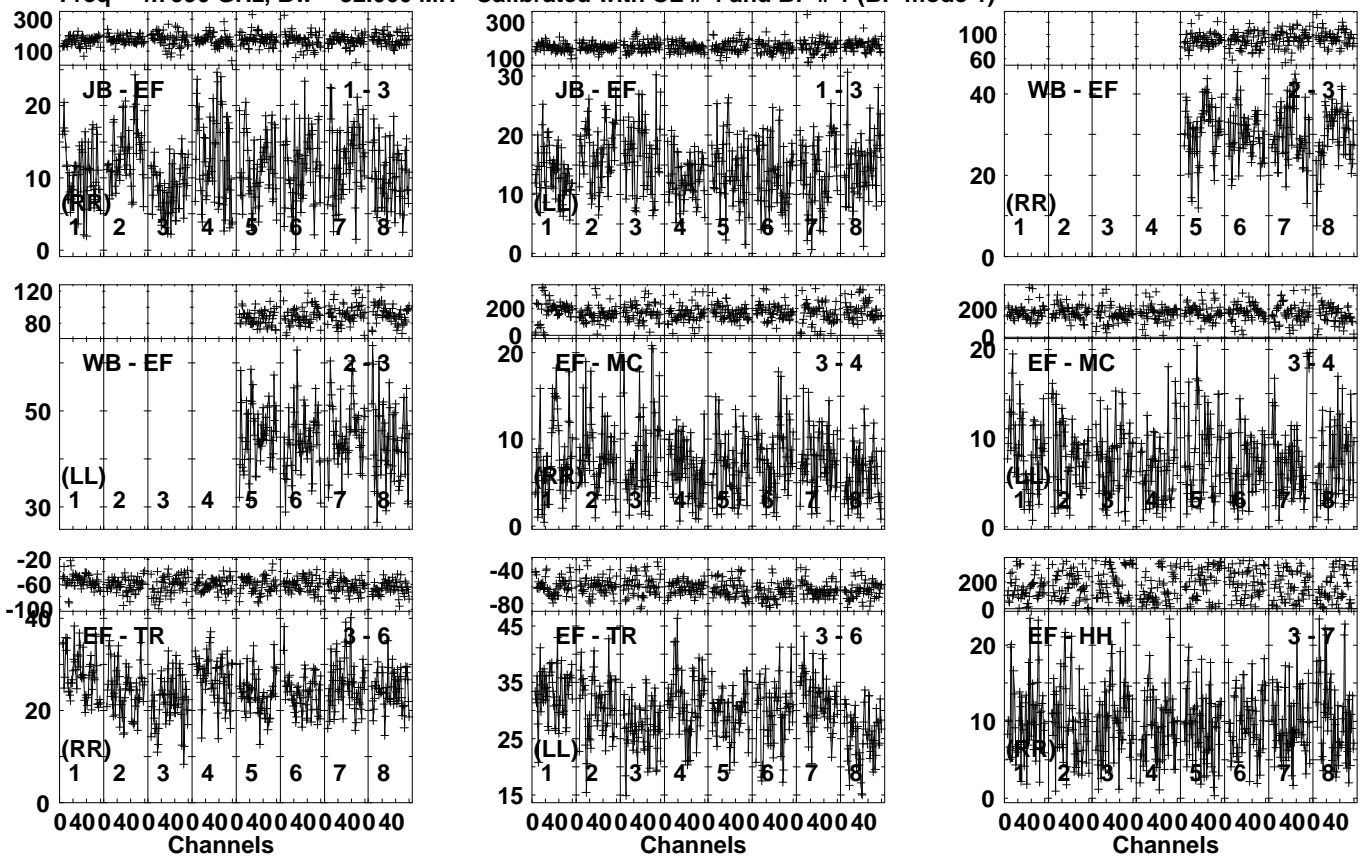 300 100 300 100 100 60
JB - EF 1 - 3 JB - EF 1 - 3 WB - EF 2 - 3
20 10 0 30 20 10 0 40 20 0
(RR) (LL) (RR)
1 2 3 4 5 6 7 8 1 2 3 4 5 6 7 8 1 2 3 4 5 6 7 8
120 80 200 0 200 0
WB - EF 2 - 3 EF - MC 3 - 4 EF - MC 3 - 4
50 30 20 10 0 20 10 0
(LL) (RR) (LL)
1 2 3 4 5 6 7 8 1 2 3 4 5 6 7 8 1 2 3 4 5 6 7 8
-20 -60 -100 -40 -80 200 0
EF - TR 3 - 6 EF - TR 3 - 6 EF - HH 3 - 7
40 20 0 45 35 25 15 20 10 0
(RR) (LL) (RR)
1 2 3 4 5 6 7 8 1 2 3 4 5 6 7 8 1 2 3 4 5 6 7 8
0 40 0 40 0 40 0 40 0 40 0 40 0 40 0 40 0 40 0 40 0 40 0 40 0 40 0 40 0 40 0 40 0 40 0 40 0 40 0 40 0 40 0 40 0 40 0 40
Channels Channels Channels